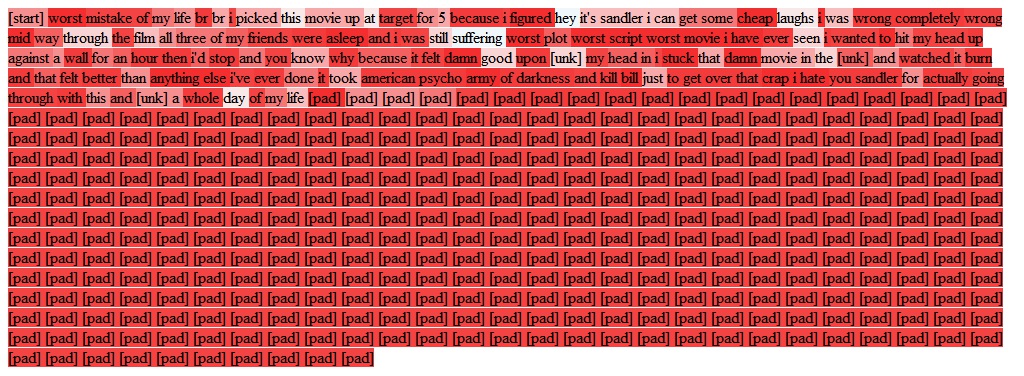 [start] worst mistake of my life br br i picked this movie up at target for 5 because i figured hey it's sandler i can get some cheap laughs i was wrong completely wrong
mid way through the film all three of my friends were asleep and i was still suffering worst plot worst script worst movie i have ever seen i wanted to hit my head up
against a wall for an hour then i'd stop and you know why because it felt damn good upon [unk] my head in i stuck that damn movie in the [unk] and watched it burn
and that felt better than anything else i've ever done it took american psycho army of darkness and kill bill just to get over that crap i hate you sandler for actually going
through with this and [unk] a whole day of my life [pad] [pad] [pad] [pad] [pad] [pad] [pad] [pad] [pad] [pad] [pad] [pad] [pad] [pad] [pad] [pad] [pad] [pad] [pad]
[pad] [pad] [pad] [pad] [pad] [pad] [pad] [pad] [pad] [pad] [pad] [pad] [pad] [pad] [pad] [pad] [pad] [pad] [pad] [pad] [pad] [pad] [pad] [pad] [pad] [pad] [pad]
[pad] [pad] [pad] [pad] [pad] [pad] [pad] [pad] [pad] [pad] [pad] [pad] [pad] [pad] [pad] [pad] [pad] [pad] [pad] [pad] [pad] [pad] [pad] [pad] [pad] [pad] [pad]
[pad] [pad] [pad] [pad] [pad] [pad] [pad] [pad] [pad] [pad] [pad] [pad] [pad] [pad] [pad] [pad] [pad] [pad] [pad] [pad] [pad] [pad] [pad] [pad] [pad] [pad] [pad]
[pad] [pad] [pad] [pad] [pad] [pad] [pad] [pad] [pad] [pad] [pad] [pad] [pad] [pad] [pad] [pad] [pad] [pad] [pad] [pad] [pad] [pad] [pad] [pad] [pad] [pad] [pad]
[pad] [pad] [pad] [pad] [pad] [pad] [pad] [pad] [pad] [pad] [pad] [pad] [pad] [pad] [pad] [pad] [pad] [pad] [pad] [pad] [pad] [pad] [pad] [pad] [pad] [pad] [pad]
[pad] [pad] [pad] [pad] [pad] [pad] [pad] [pad] [pad] [pad] [pad] [pad] [pad] [pad] [pad] [pad] [pad] [pad] [pad] [pad] [pad] [pad] [pad] [pad] [pad] [pad] [pad]
[pad] [pad] [pad] [pad] [pad] [pad] [pad] [pad] [pad] [pad] [pad] [pad] [pad] [pad] [pad] [pad] [pad] [pad] [pad] [pad] [pad] [pad] [pad] [pad] [pad] [pad] [pad]
[pad] [pad] [pad] [pad] [pad] [pad] [pad] [pad] [pad] [pad] [pad] [pad] [pad] [pad] [pad] [pad] [pad] [pad] [pad] [pad] [pad] [pad] [pad] [pad] [pad] [pad] [pad]
[pad] [pad] [pad] [pad] [pad] [pad] [pad] [pad] [pad] [pad] [pad] [pad] [pad] [pad] [pad] [pad] [pad] [pad] [pad] [pad] [pad] [pad] [pad] [pad] [pad] [pad] [pad]
[pad] [pad] [pad] [pad] [pad] [pad] [pad] [pad] [pad] [pad] [pad] [pad] [pad] [pad] [pad] [pad] [pad] [pad] [pad] [pad] [pad] [pad] [pad] [pad] [pad] [pad] [pad]
[pad] [pad] [pad] [pad] [pad] [pad] [pad] [pad] [pad] [pad] [pad] [pad] [pad] [pad] [pad] [pad] [pad] [pad] [pad] [pad] [pad] [pad] [pad] [pad] [pad] [pad] [pad]
[pad] [pad] [pad] [pad] [pad] [pad] [pad] [pad] [pad] [pad] [pad] [pad] [pad] [pad] [pad] [pad] [pad] [pad] [pad] [pad] [pad] [pad] [pad] [pad] [pad] [pad] [pad]
[pad] [pad] [pad] [pad] [pad] [pad] [pad] [pad] [pad] [pad]